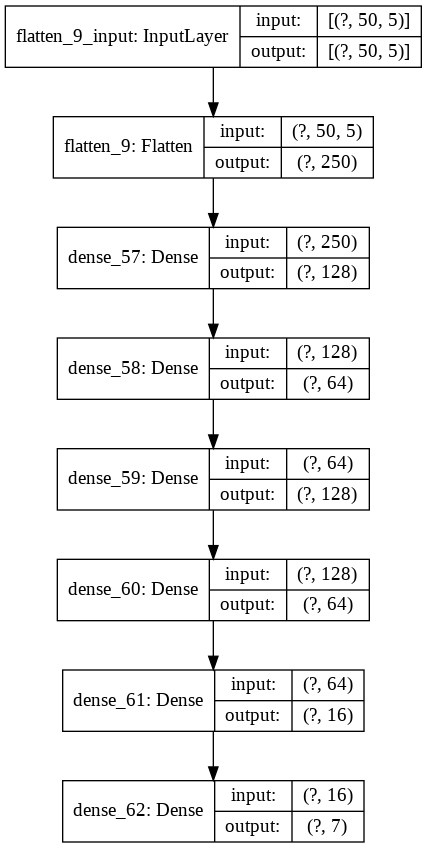 flatten_9_input: InputLayer
input:
[(?, 50, 5)]
output:
[(?, 50, 5)]
flatten_9: Flatten
input:
(?, 50, 5)
output:
(?, 250)
dense_57: Dense
input:
(?, 250)
output:
(?, 128)
dense_58: Dense
input:
(?, 128)
output:
(?, 64)
dense_59: Dense
input:
(?, 64)
output:
(?, 128)
dense_60: Dense
input:
(?, 128)
output:
(?, 64)
dense_61: Dense
input:
(?, 64)
output:
(?, 16)
dense_62: Dense
input:
(?, 16)
output:
(?, 7)